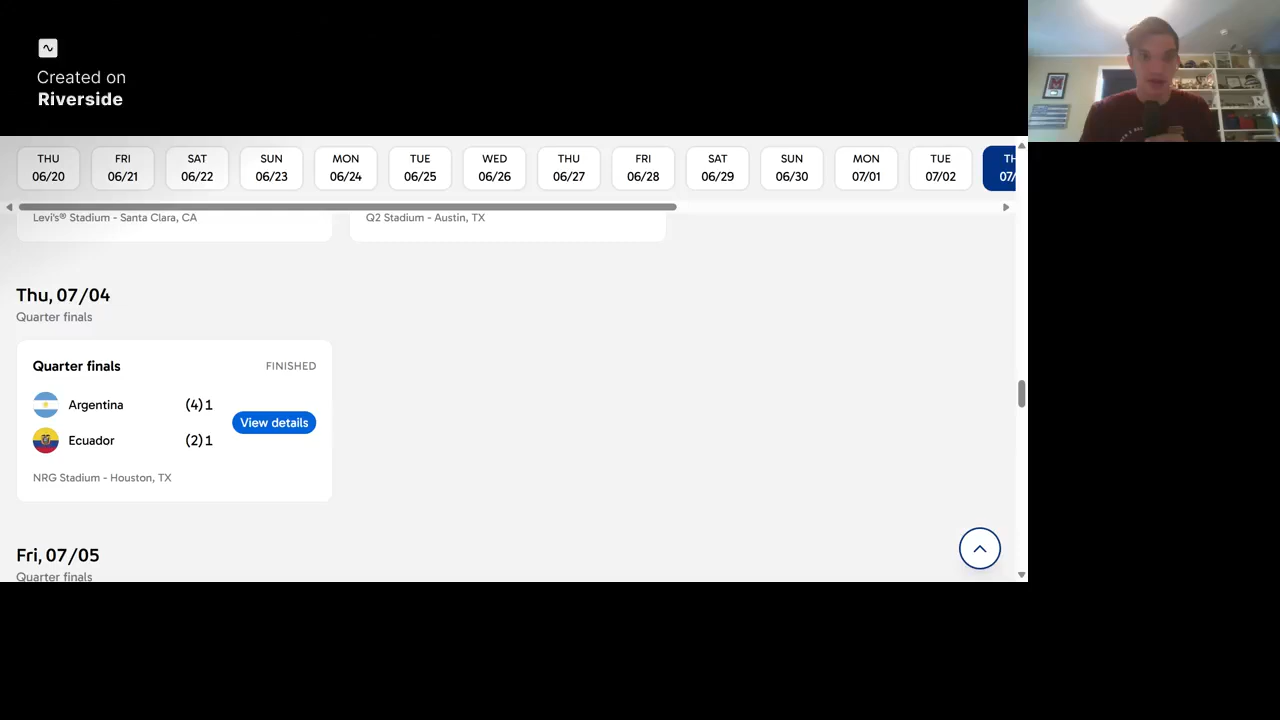 Created on
Riverside
THU
06/20
FRI
06/21
SAT
06/22
SUN
06/23
MON
06/24
TUE
06/25
WED
06/26
THU
06/27
FRI
06/28
SAT
06/29
SUN
06/30
MON
07/01
TUE
07/02
TH
07/
Levi's® Stadium - Santa Clara, CA
Q2 Stadium - Austin, TX
Thu, 07/04
Quarter finals
Quarter finals FINISHED
Argentina (4) 1
View details
Ecuador (2) 1
NRG Stadium - Houston, TX
Fri, 07/05
Quarter finals